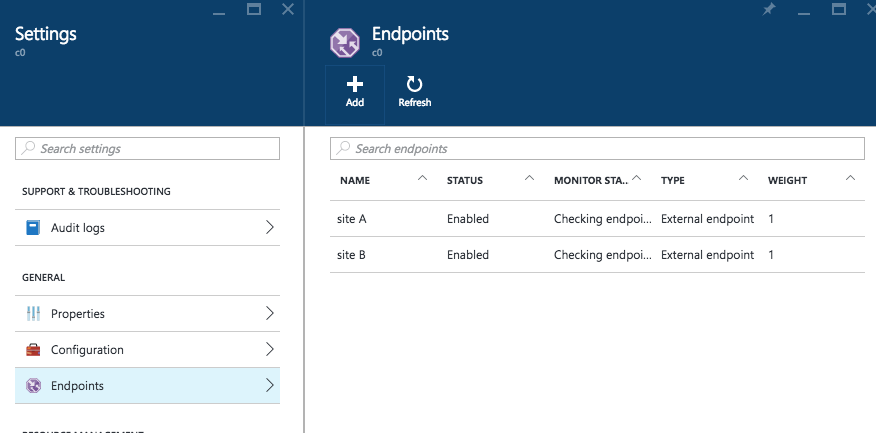 Settings
c0
Search settings
SUPPORT & TROUBLESHOOTING
Audit logs
GENERAL
Properties
Configuration
Endpoints
Endpoints
c0
Add Refresh
Search endpoints
NAME STATUS MONITOR STA.. TYPE WEIGHT
site A Enabled Checking endpoi... External endpoint 1
site B Enabled Checking endpoi... External endpoint 1